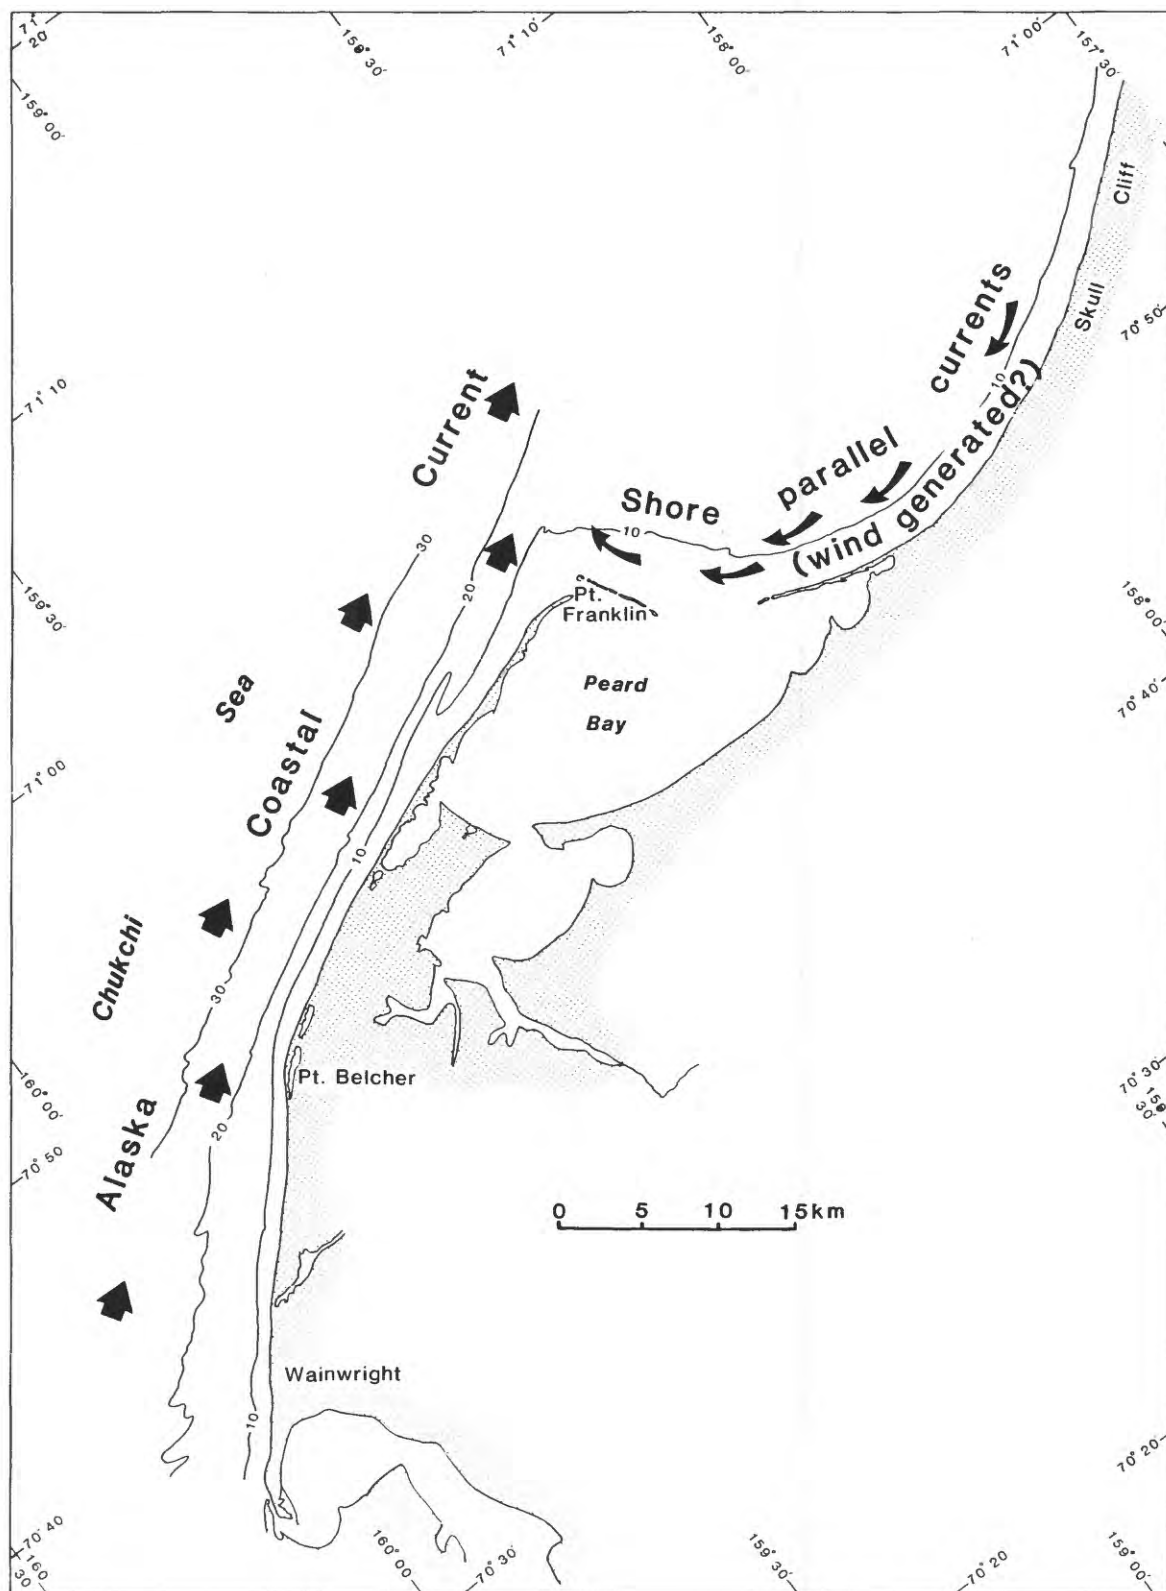 71°
20'
159°
30'
71° 10'
158° 00'
71° 00'
157° 30'
159° 00'
Cliff
Skull
70° 50'
currents
10
(wind generated?)
parallel
Shore
10
71° 10'
Current
30
20
Pt.
Franklin
159° 30'
158° 00'
70° 40'
Peard
Bay
Sea
Coastal
71° 00'
10
Chukchi
30
20
Alaska
Pt. Belcher
160° 00'
70° 50'
70° 30'
159°
30'
0 5 10 15km
Wainwright
10
70° 20'
70° 40'
160°
30'
160° 00'
70° 30'
159° 30'
70° 20'
159° 00'